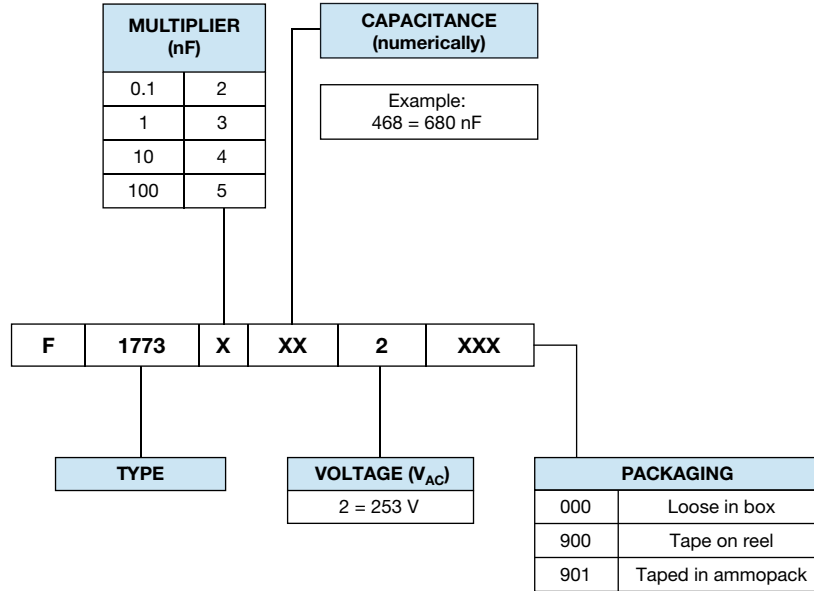 MULTIPLIER
(nF)
0.1 2
1 3
10 4
100 5
CAPACITANCE
(numerically)
Example:
468 = 680 nF
F 1773 X XX 2 XXX
TYPE
VOLTAGE (VAC)
2 = 253 V
PACKAGING
000 Loose in box
900 Tape on reel
901 Taped in ammopack